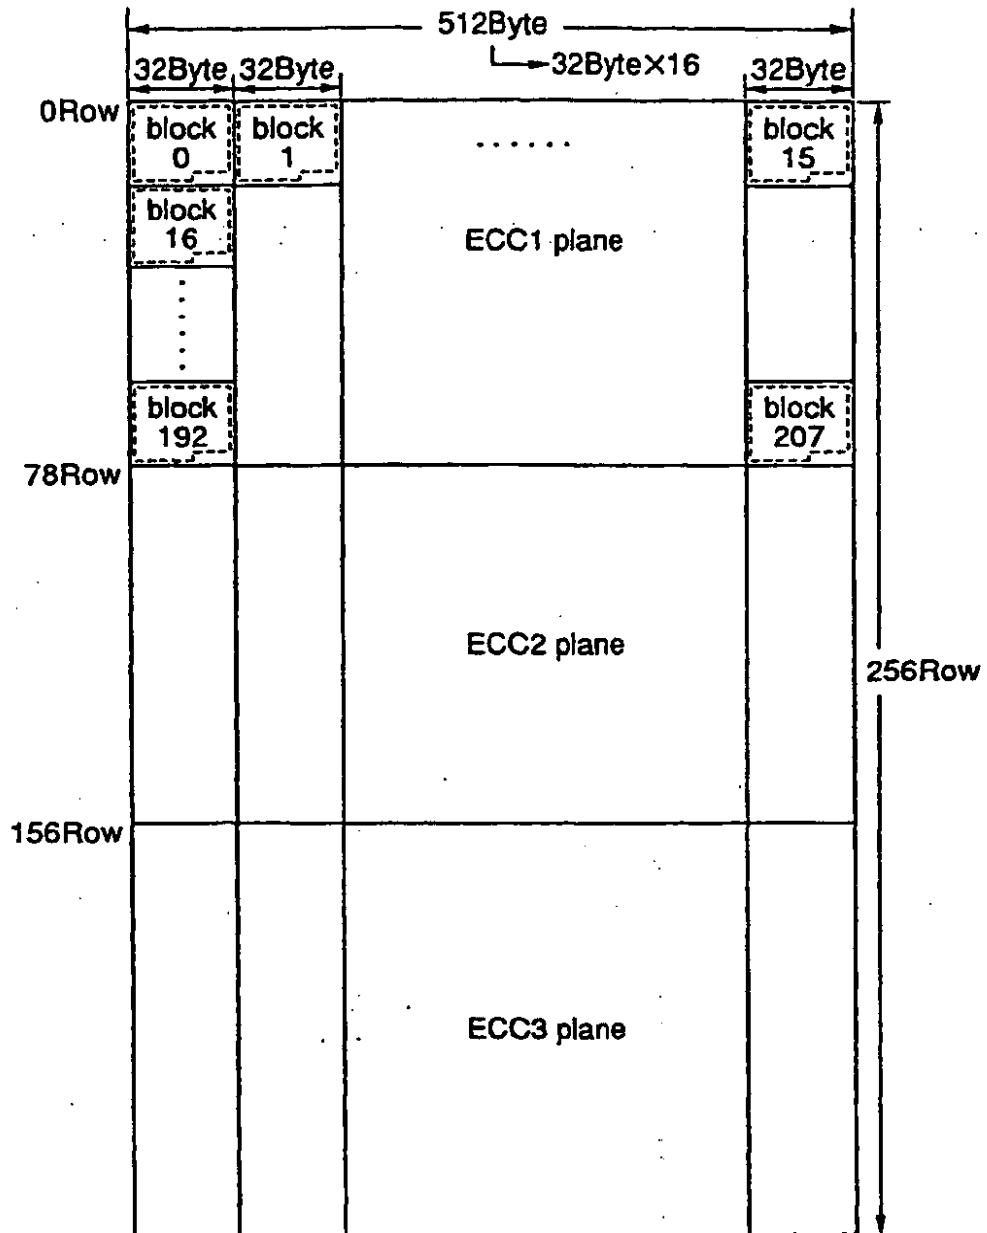 512Byte
32Byte×16
32Byte 32Byte 32Byte
0Row
block 0
block 1
......
block 15
block 16
ECC1 plane
block 192
block 207
78Row
ECC2 plane
256Row
156Row
ECC3 plane